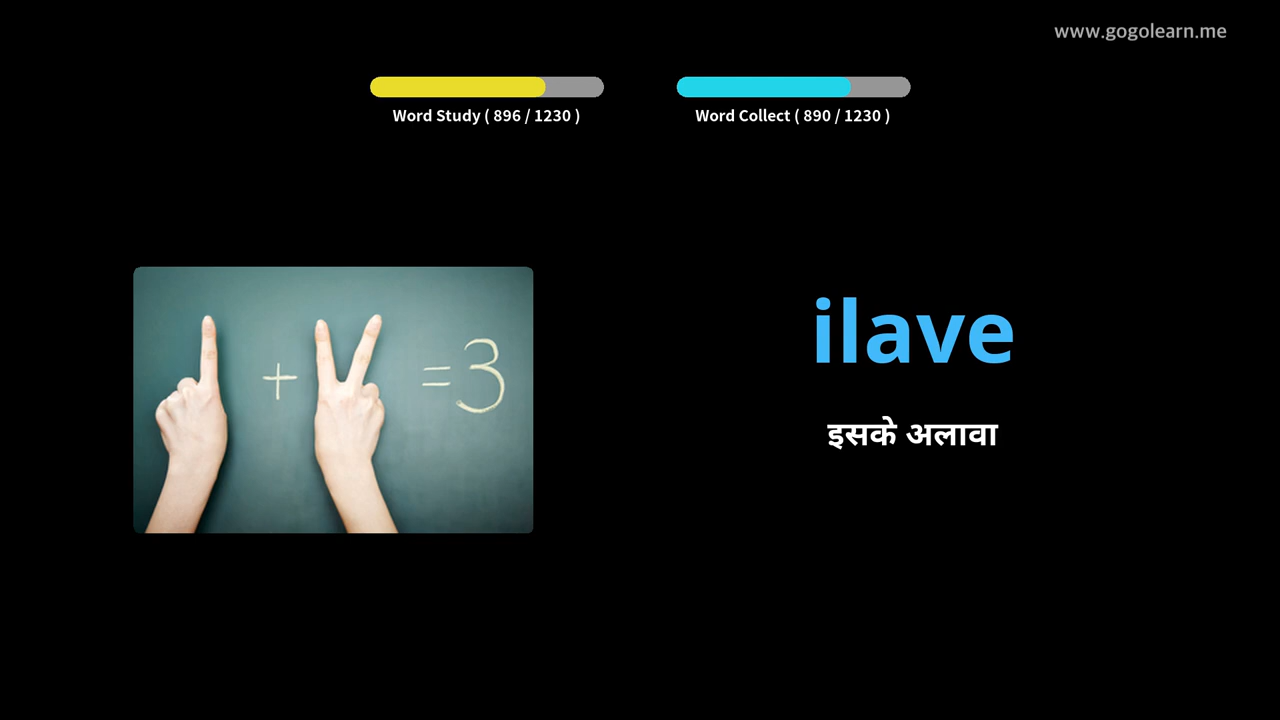 www.gogolearn.me
Word Study ( 896 / 1230 )
Word Collect ( 890 / 1230 )
+ =3
ilave
इसके अलावा